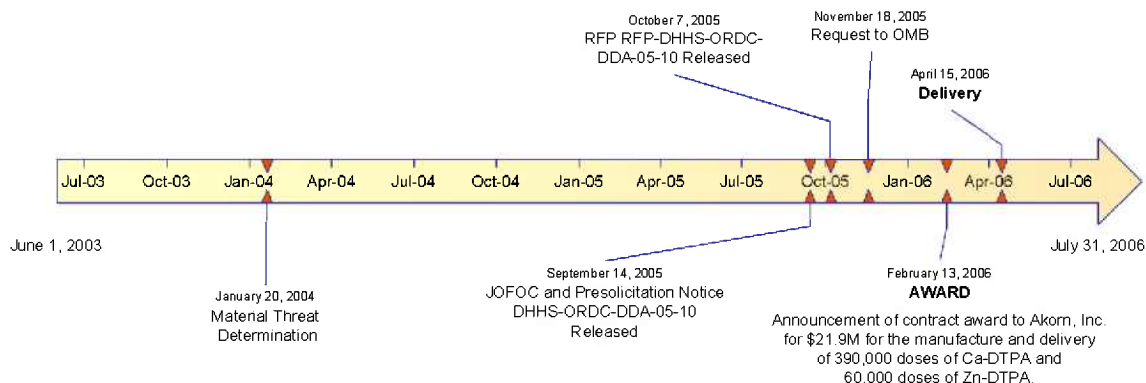 October 7, 2005
RFP RFP-DHHS-ORDC-
DDA-05-10 Released
November 18, 2005
Request to OMB
April 15, 2006
Delivery
Jul-03 Oct-03 Jan-04 Apr-04 Jul-04 Oct-04 Jan-05 Apr-05 Jul-05 Oct-05 Jan-06 Apr-06 Jul-06
June 1, 2003
July 31, 2006
January 20, 2004
Material Threat
Determination
September 14, 2005
JOFOC and Presolicitation Notice
DHHS-ORDC-DDA-05-10
Released
February 13, 2006
AWARD
Announcement of contract award to Akorn, Inc.
for $21.9M for the manufacture and delivery
of 390,000 doses of Ca-DTPA and
60,000 doses of Zn-DTPA.